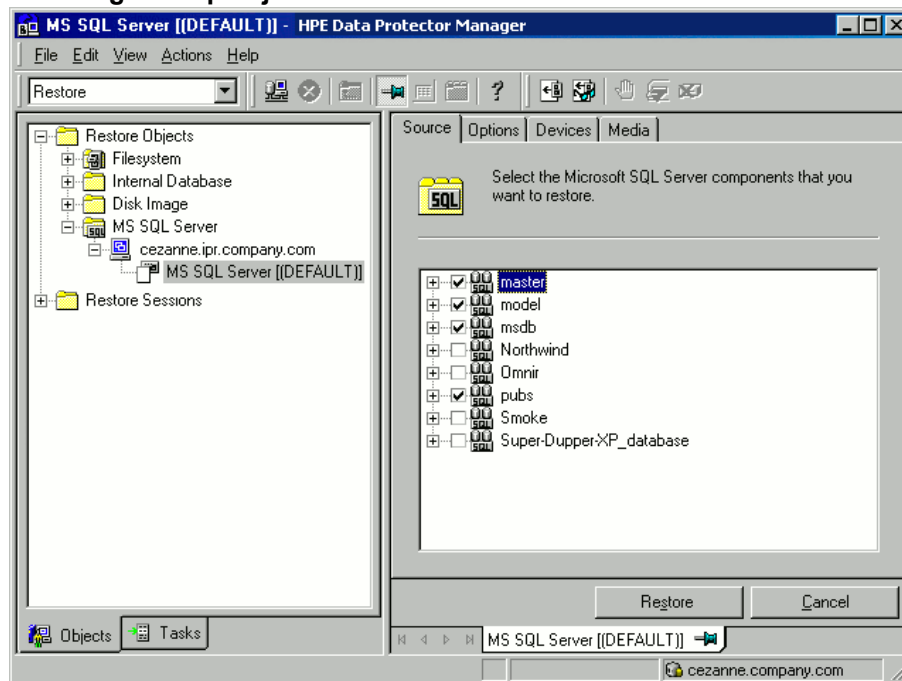 MS SQL Server [(DEFAULT)] - HPE Data Protector Manager
File Edit View Actions Help
Restore
Restore Objects
Filesystem
Internal Database
Disk Image
MS SQL Server
cezanne.ipr.company.com
MS SQL Server [(DEFAULT)]
Restore Sessions
Objects Tasks
Source Options Devices Media
SQL
Select the Microsoft SQL Server components that you
want to restore.
master
model
msdb
Northwind
Omnir
pubs
Smoke
Super-Dupper-XP_database
Restore Cancel
MS SQL Server [(DEFAULT)]
cezanne.company.com